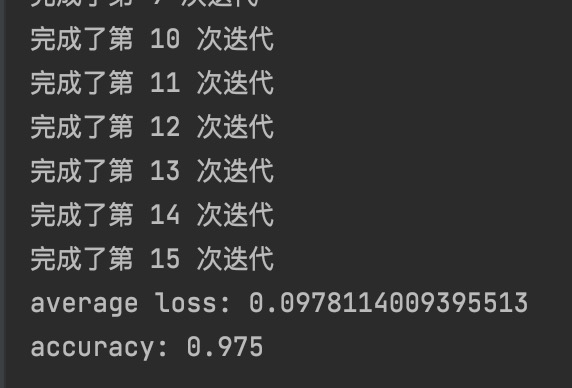 完成了第 10 次迭代
完成了第 11 次迭代
完成了第 12 次迭代
完成了第 13 次迭代
完成了第 14 次迭代
完成了第 15 次迭代
average loss: 0.0978114009395513
accuracy: 0.975